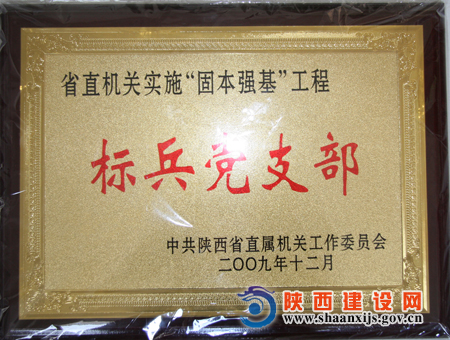 省直机关实施“固本强基”工程
标兵党支部
中共陕西省直属机关工作委员会
二〇〇九年十二月
陕西建设网
www.shaanxijs.gov.cn